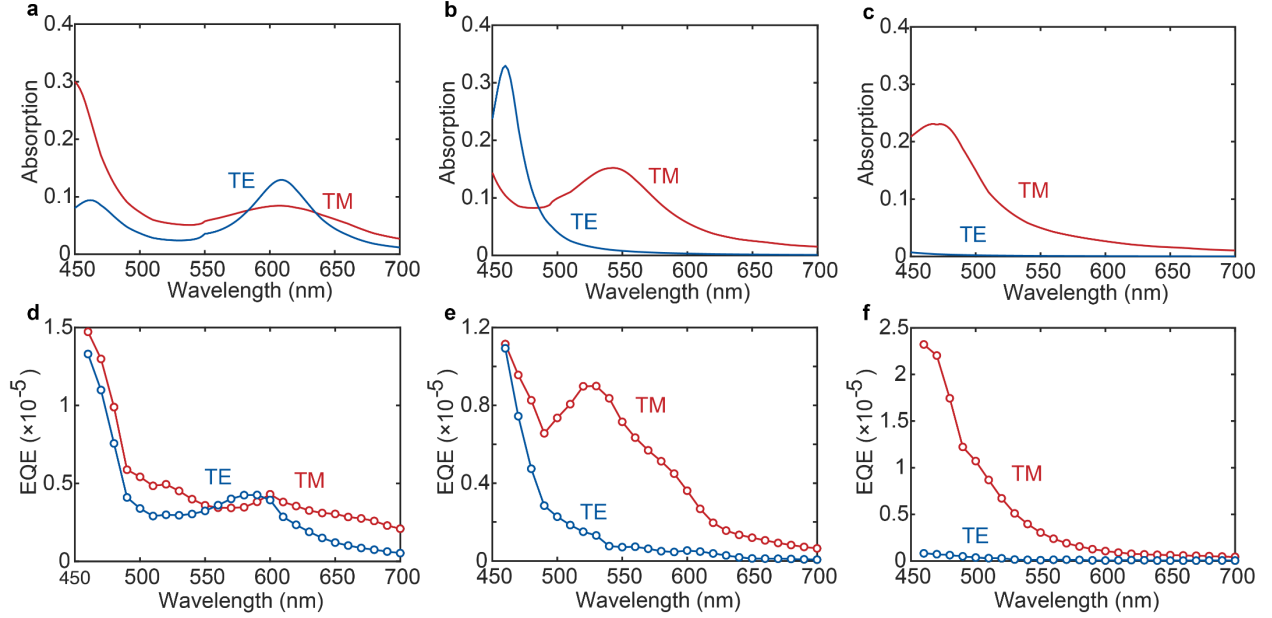 a
0.4
0.3
0.2
0.1
0
Absorption
TE
TM
450 500 550 600 650 700
Wavelength (nm)
b
0.4
0.3
0.2
0.1
0
Absorption
TM
TE
450 500 550 600 650 700
Wavelength (nm)
c
0.4
0.3
0.2
0.1
0
Absorption
TM
TE
450 500 550 600 650 700
Wavelength (nm)
d
1.5
1
0.5
0
EQE (×10⁻⁵)
TE
TM
450 500 550 600 650 700
Wavelength (nm)
e
1.2
0.8
0.4
0
EQE (×10⁻⁵)
TM
TE
450 500 550 600 650 700
Wavelength (nm)
f
2.5
2
1.5
1
0.5
0
EQE (×10⁻⁵)
TM
TE
450 500 550 600 650 700
Wavelength (nm)